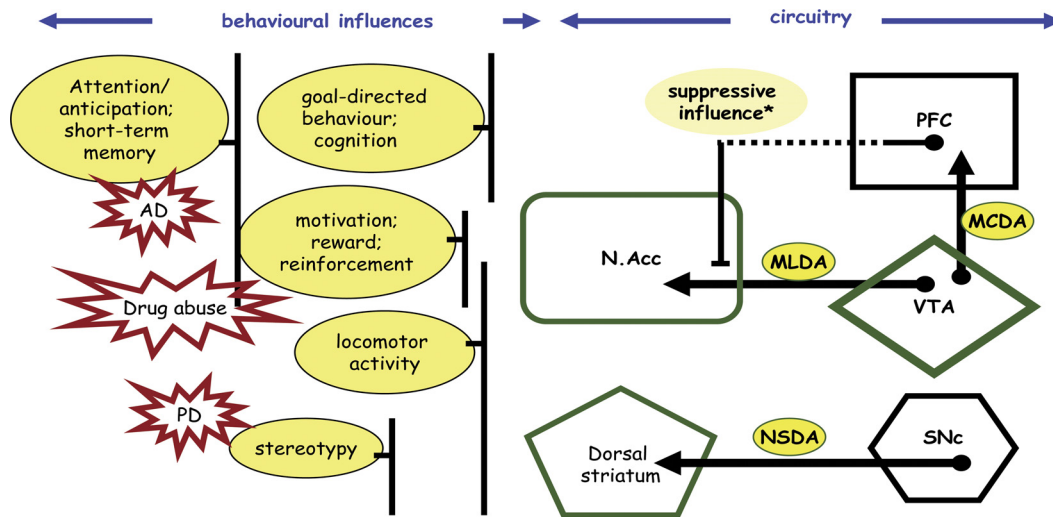 behavioural influences
circuitry
Attention/
anticipation;
short-term
memory
goal-directed
behaviour;
cognition
suppressive
influence*
PFC
AD
motivation;
reward;
reinforcement
N.Acc
MLDA
MCDA
VTA
Drug abuse
locomotor
activity
PD
stereotypy
Dorsal
striatum
NSDA
SNc